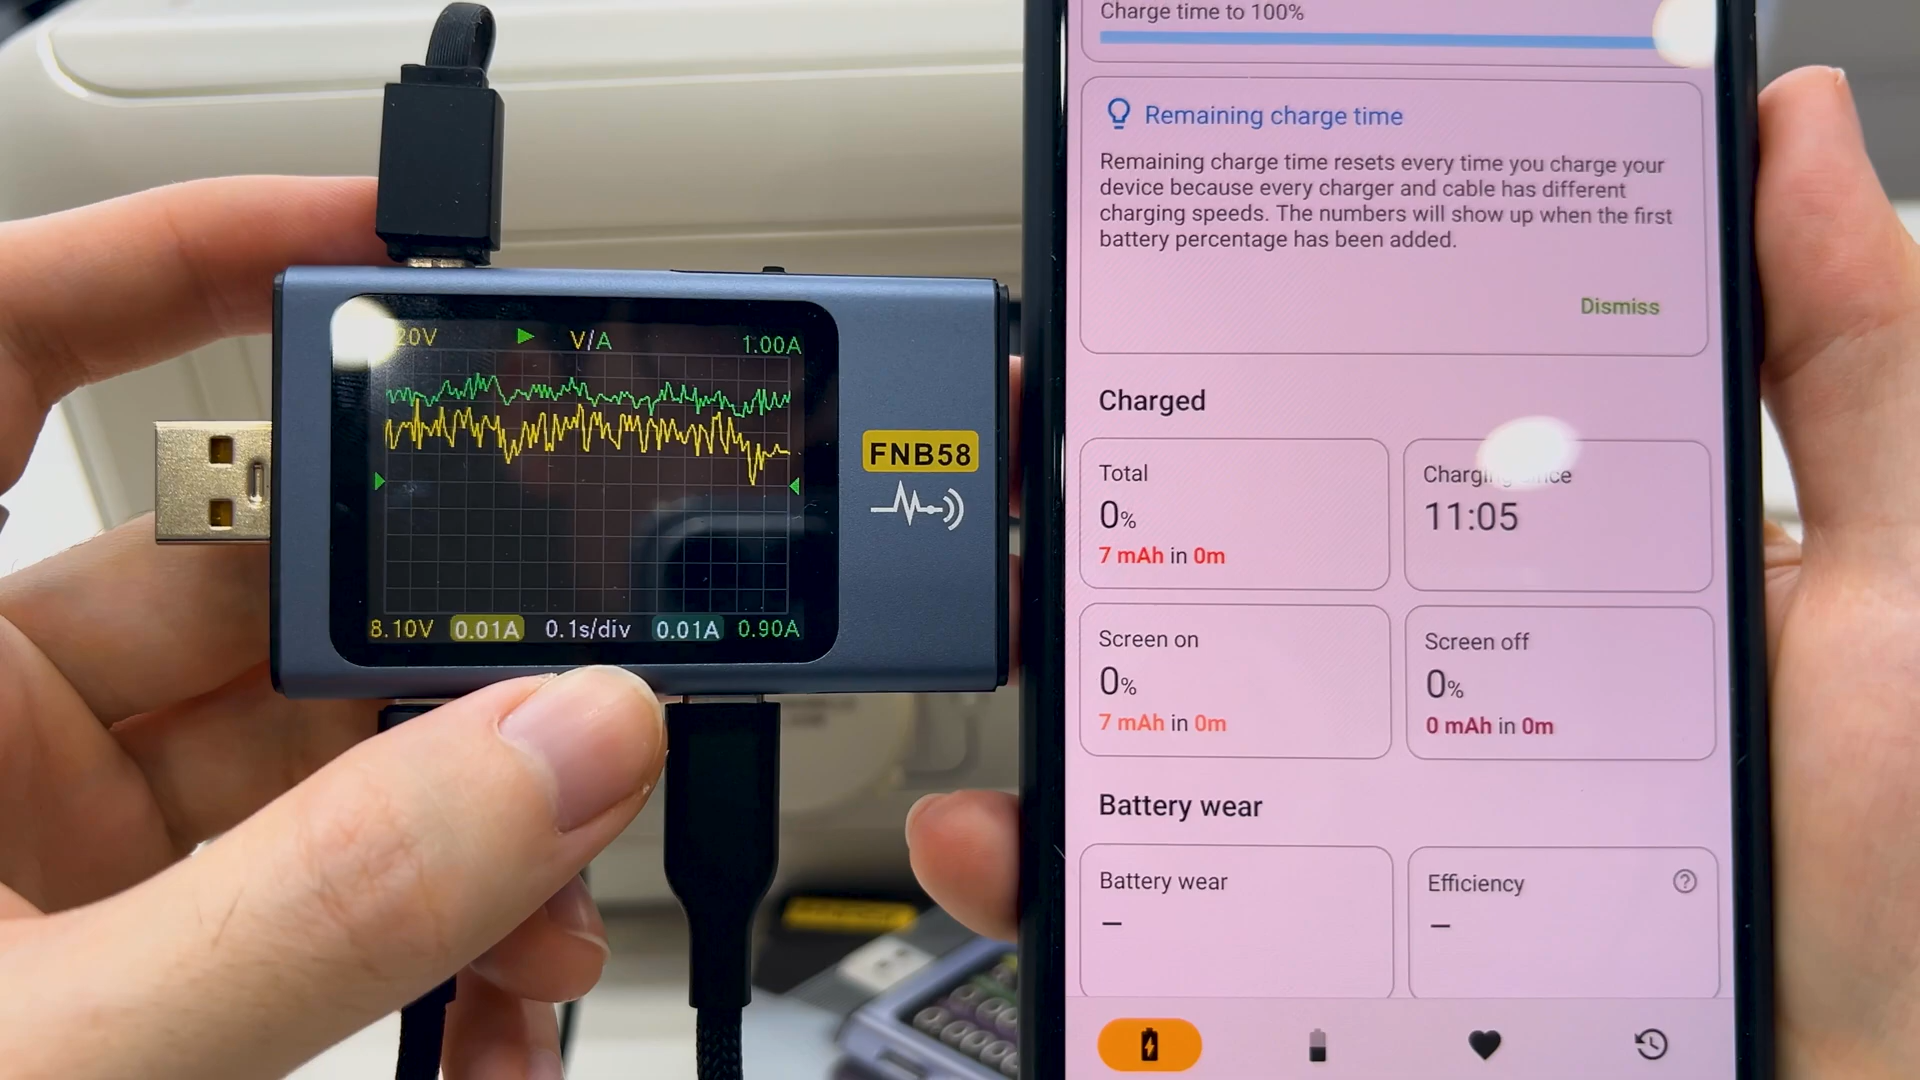 20V V/A 1.00A
8.10V 0.01A 0.1s/div 0.01A 0.90A
FNB58
Charge time to 100%
Remaining charge time
Remaining charge time resets every time you charge your
device because every charger and cable has different
charging speeds. The numbers will show up when the first
battery percentage has been added.
Dismiss
Charged
Total
0%
7 mAh in 0m
Charging since
11:05
Screen on
0%
7 mAh in 0m
Screen off
0%
0 mAh in 0m
Battery wear
Battery wear
–
Efficiency
–